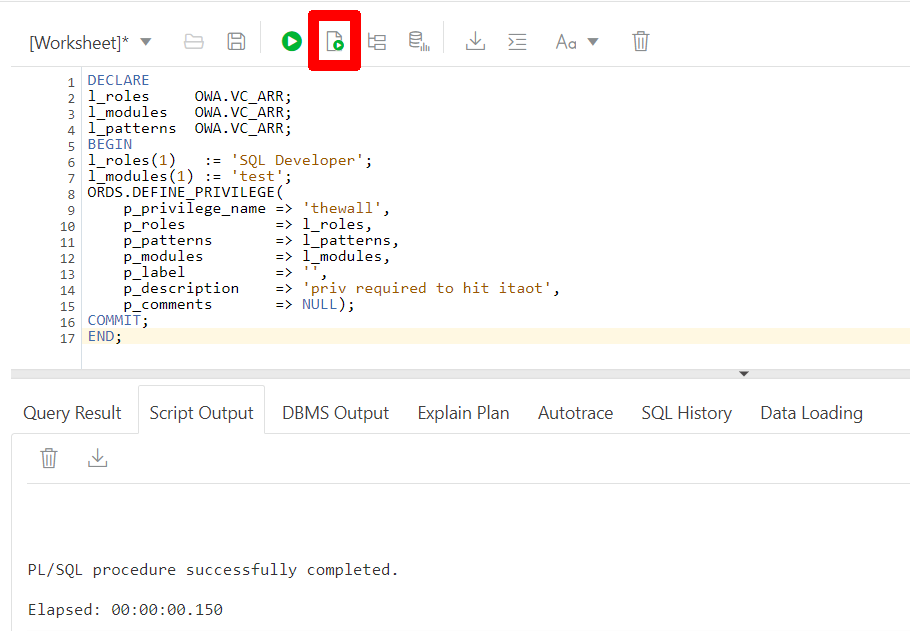 [Worksheet]* Aa
1 DECLARE
2 l_roles     OWA.VC_ARR;
3 l_modules   OWA.VC_ARR;
4 l_patterns  OWA.VC_ARR;
5 BEGIN
6 l_roles(1)   := 'SQL Developer';
7 l_modules(1) := 'test';
8 ORDS.DEFINE_PRIVILEGE(
9     p_privilege_name => 'thewall',
10     p_roles          => l_roles,
11     p_patterns       => l_patterns,
12     p_modules        => l_modules,
13     p_label          => '',
14     p_description    => 'priv required to hit itaot',
15     p_comments       => NULL);
16 COMMIT;
17 END;
Query Result Script Output DBMS Output Explain Plan Autotrace SQL History Data Loading
PL/SQL procedure successfully completed.
Elapsed: 00:00:00.150